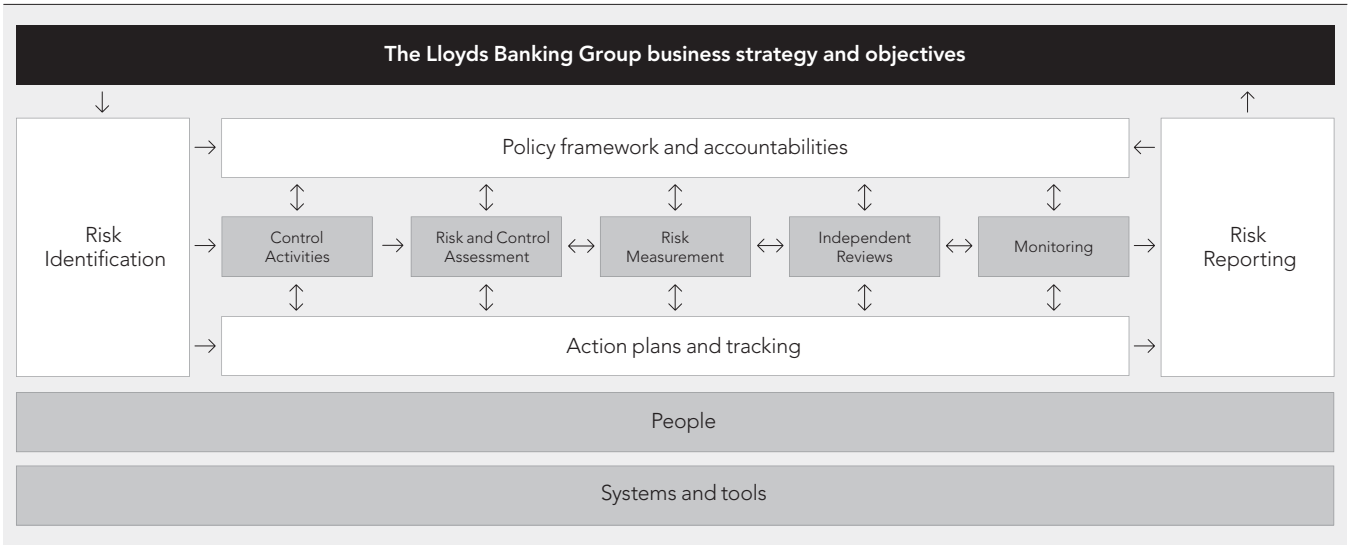 The Lloyds Banking Group business strategy and objectives
Policy framework and accountabilities
Risk
Identification
Control
Activities
Risk and Control
Assessment
Risk
Measurement
Independent
Reviews
Monitoring
Risk
Reporting
Action plans and tracking
People
Systems and tools